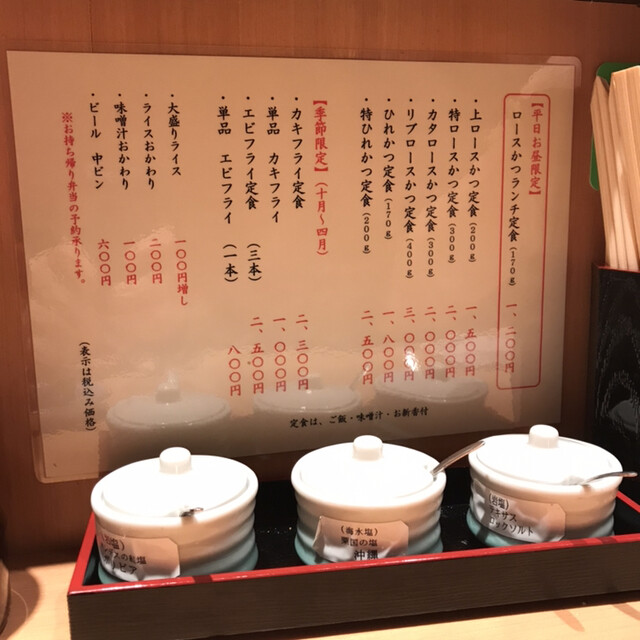 【平日お昼限定】
ロースかつランチ定食(170g) 一、二〇〇円
・上ロースかつ定食(200g) 一、五〇〇円
・特ロースかつ定食(300g) 二、〇〇〇円
・カタロースかつ定食(300g) 二、〇〇〇円
・リブロースかつ定食(400g) 三、〇〇〇円
・ひれかつ定食(170g) 一、八〇〇円
・特ひれかつ定食(200g) 二、五〇〇円
【季節限定】(十月〜四月)
・カキフライ定食 二、三〇〇円
・単品 カキフライ 一、〇〇〇円
・エビフライ定食(三本) 二、五〇〇円
・単品 エビフライ(一本) 八〇〇円
・大盛りライス 一〇〇円増し
・ライスおかわり 二〇〇円
・味噌汁おかわり 一〇〇円
・ビール 中ビン 六〇〇円
※お持ち帰り弁当の予約承ります。
(表示は税込み価格)
定食は、ご飯・味噌汁・お新香付
(海水塩)
粟国の塩
沖縄
(岩塩)